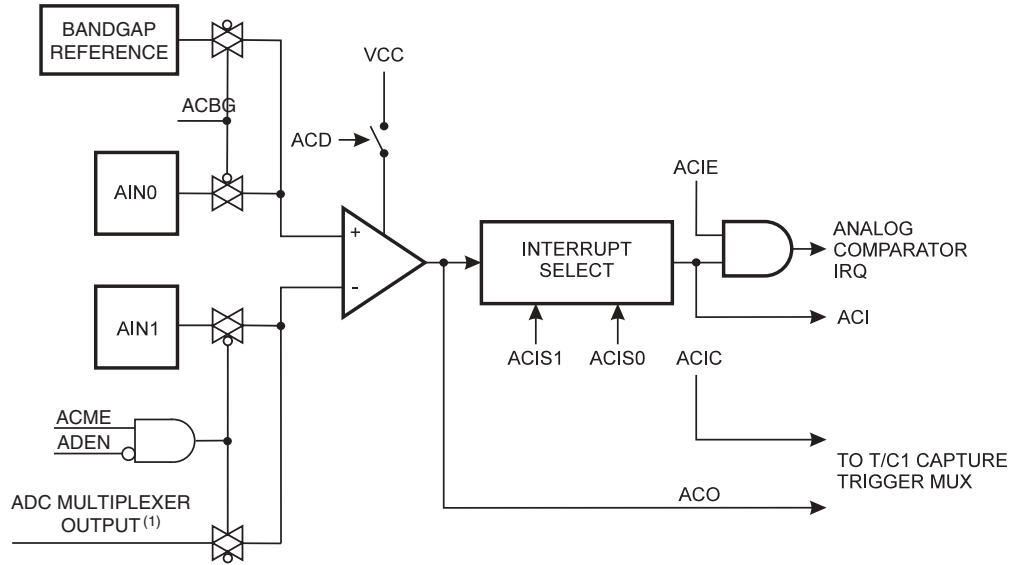 BANDGAP
REFERENCE
ACBG
VCC
ACD
AIN0
ACIE
+
-
INTERRUPT
SELECT
ANALOG
COMPARATOR
IRQ
AIN1
ACI
ACIS1
ACIS0
ACIC
ACME
ADEN
TO T/C1 CAPTURE
TRIGGER MUX
ADC MULTIPLEXER
OUTPUT(1)
ACO